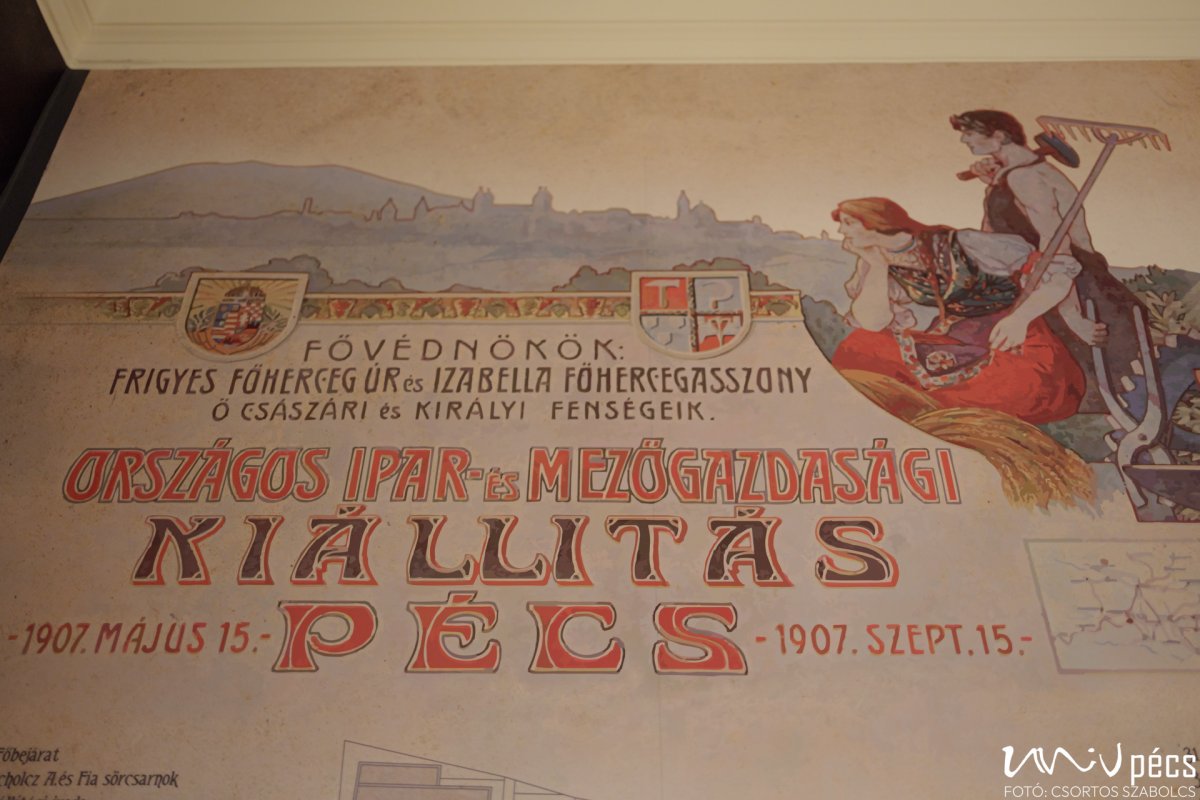 FŐVÉDNÖKÖK:
FRIGYES FŐHERCEG ÚR és IZABELLA FŐHERCEGASSZONY
Ő CSÁSZÁRI és KIRÁLYI FENSÉGEIK.
ORSZÁGOS IPAR- és MEZŐGAZDASÁGI
KIÁLLITÁS
-1907. MÁJUS 15.- PÉCS -1907. SZEPT. 15.-
Főbejárat
cholcz A. és Fia sörcsarnok
UNIV pécs
FOTÓ: CSORTOS SZABOLCS